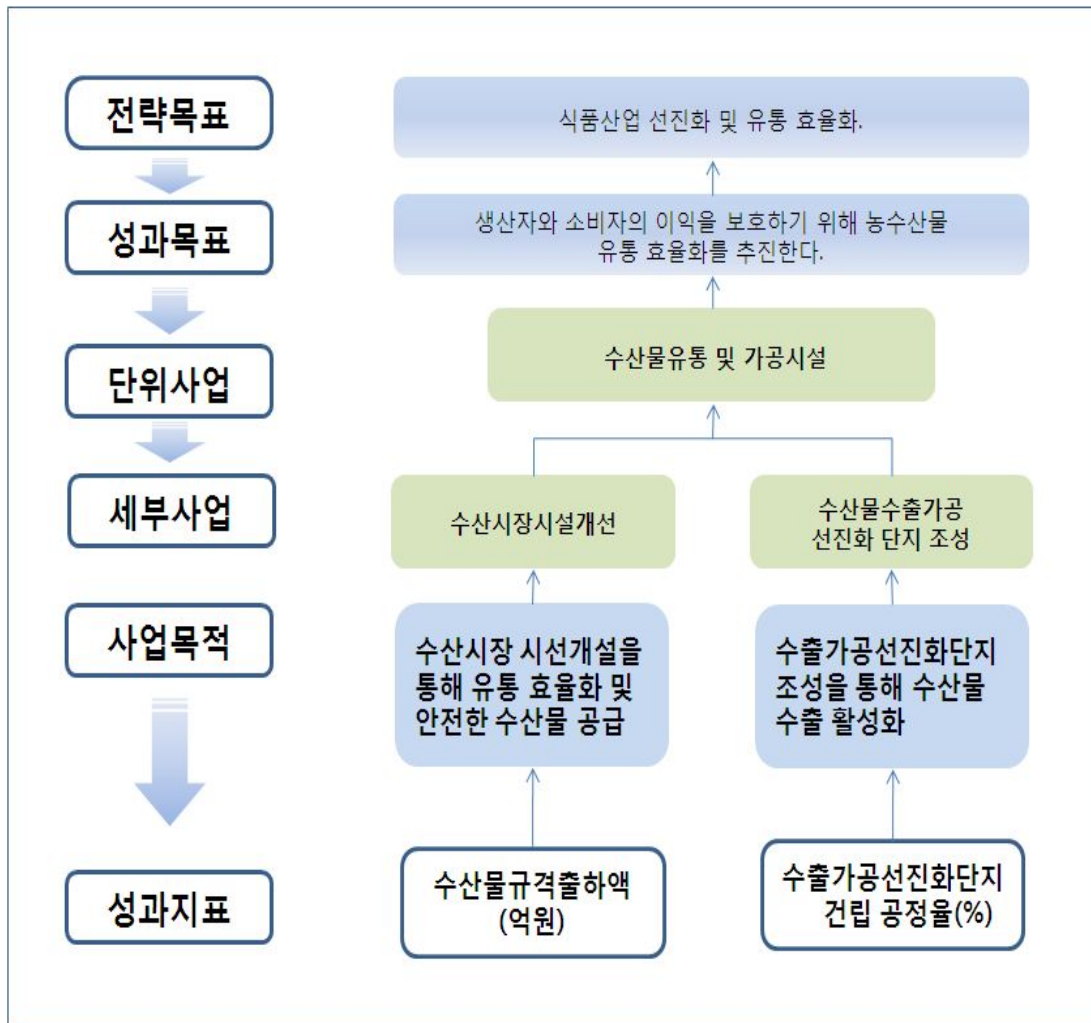 전략목표
식품산업 선진화 및 유통 효율화.
성과목표
생산자와 소비자의 이익을 보호하기 위해 농수산물
유통 효율화를 추진한다.
단위사업
수산물유통 및 가공시설
세부사업
수산시장시설개선
수산물수출가공
선진화 단지 조성
사업목적
수산시장 시선개설을
통해 유통 효율화 및
안전한 수산물 공급
수출가공선진화단지
조성을 통해 수산물
수출 활성화
성과지표
수산물규격출하액
(억원)
수출가공선진화단지
건립 공정율(%)